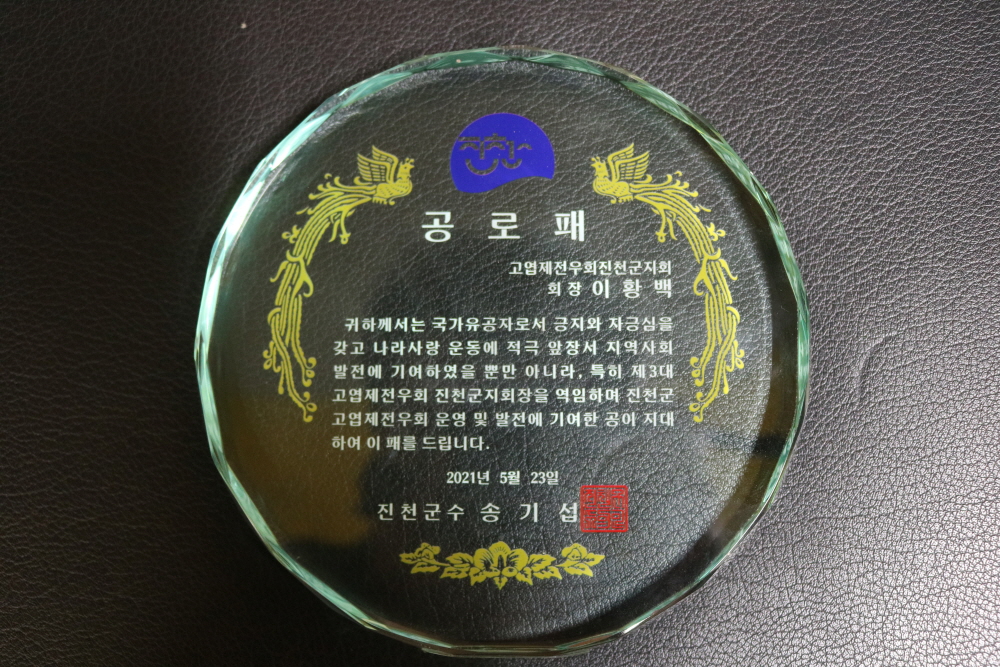 진천
공로패
고엽제전우회진천군지회
회장 이황백
귀하께서는 국가유공자로서 긍지와 자긍심을
갖고 나라사랑 운동에 적극 앞장서 지역사회
발전에 기여하였을 뿐만 아니라, 특히 제3대
고엽제전우회 진천군지회장을 역임하며 진천군
고엽제전우회 운영 및 발전에 기여한 공이 지대
하여 이 패를 드립니다.
2021년 5월 23일
진천군수 송기섭